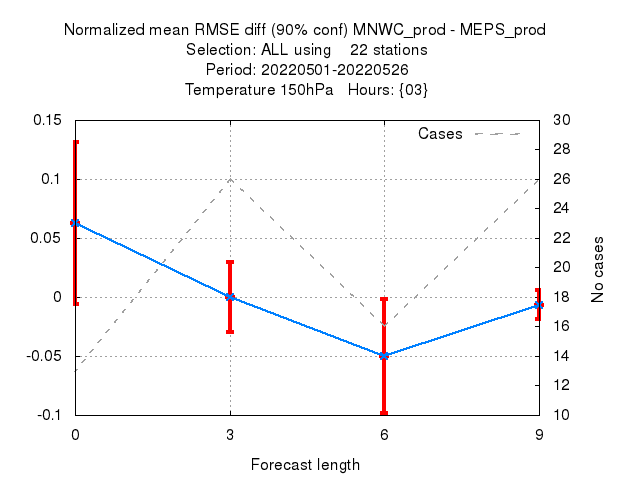 Normalized mean RMSE diff (90% conf) MNWC_prod - MEPS_prod
Selection: ALL using 22 stations
Period: 20220501-20220526
Temperature 150hPa Hours: {03}
Cases
0.15
0.1
0.05
0
-0.05
-0.1
30
28
26
24
22
20
18
16
14
12
10
No cases
0 3 6 9
Forecast length